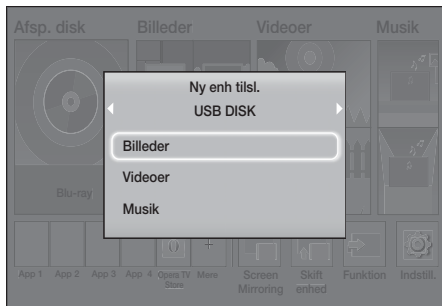 Afsp. disk Billeder Videoer Musik
Ny enh tilsl.
USB DISK
Billeder
Videoer
Musik
Blu-ray
App 1 App 2 App 3 App 4 Opera TV Store Mere Screen Mirroring Skift enhed Funktion Indstill.